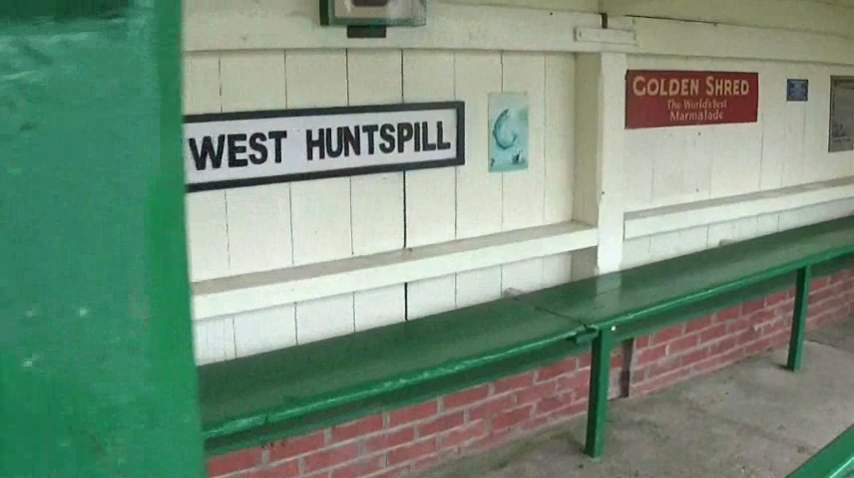 WEST HUNTSPILL
GOLDEN SHRED
The World's Best
Marmalade